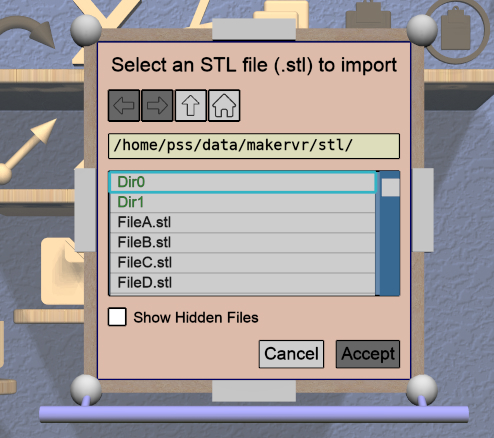 Select an STL file (.stl) to import
/home/pss/data/makervr/stl/
Dir0
Dir1
FileA.stl
FileB.stl
FileC.stl
FileD.stl
Show Hidden Files
Cancel Accept